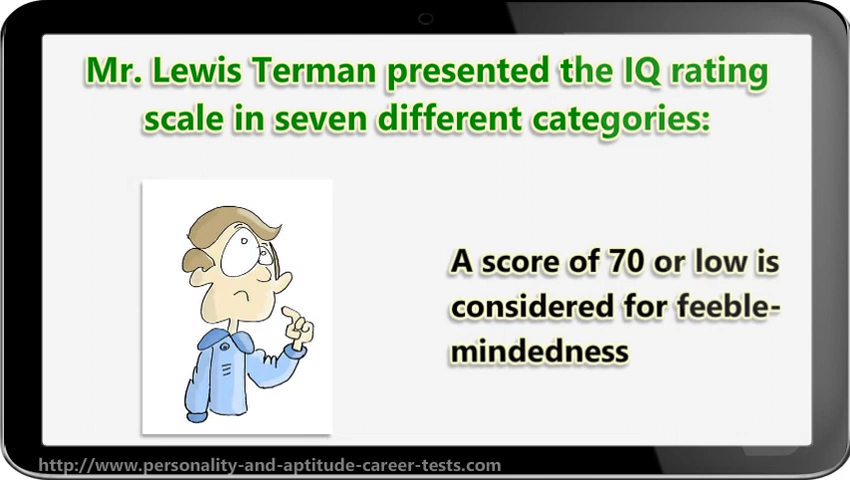 Mr. Lewis Terman presented the IQ rating
scale in seven different categories:
A score of 70 or low is
considered for feeble-
mindedness
http://www.personality-and-aptitude-career-tests.com